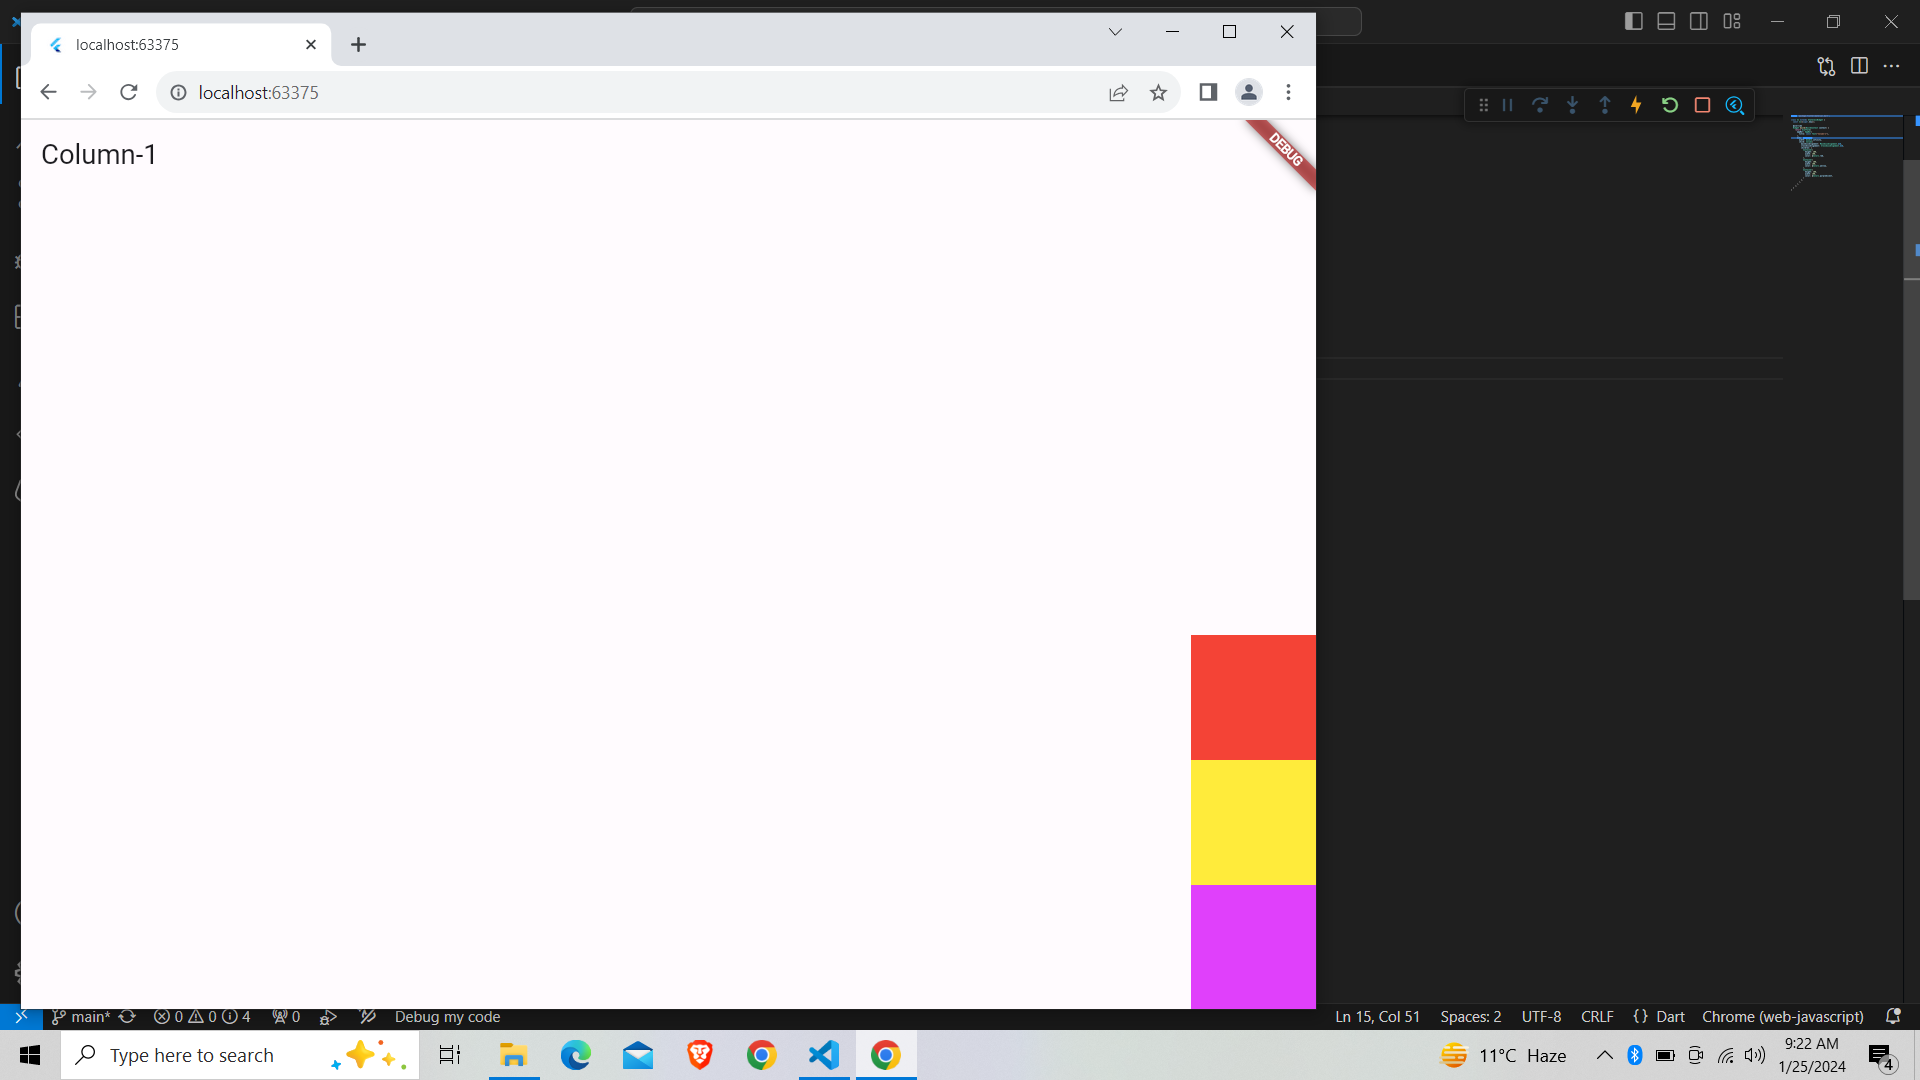 localhost:63375
localhost:63375
Column-1
DEBUG
main*
0
0
4
0
Debug my code
Ln 15, Col 51
Spaces: 2
UTF-8
CRLF
{ } Dart
Chrome (web-javascript)
Type here to search
11°C Haze
9:22 AM
1/25/2024
4